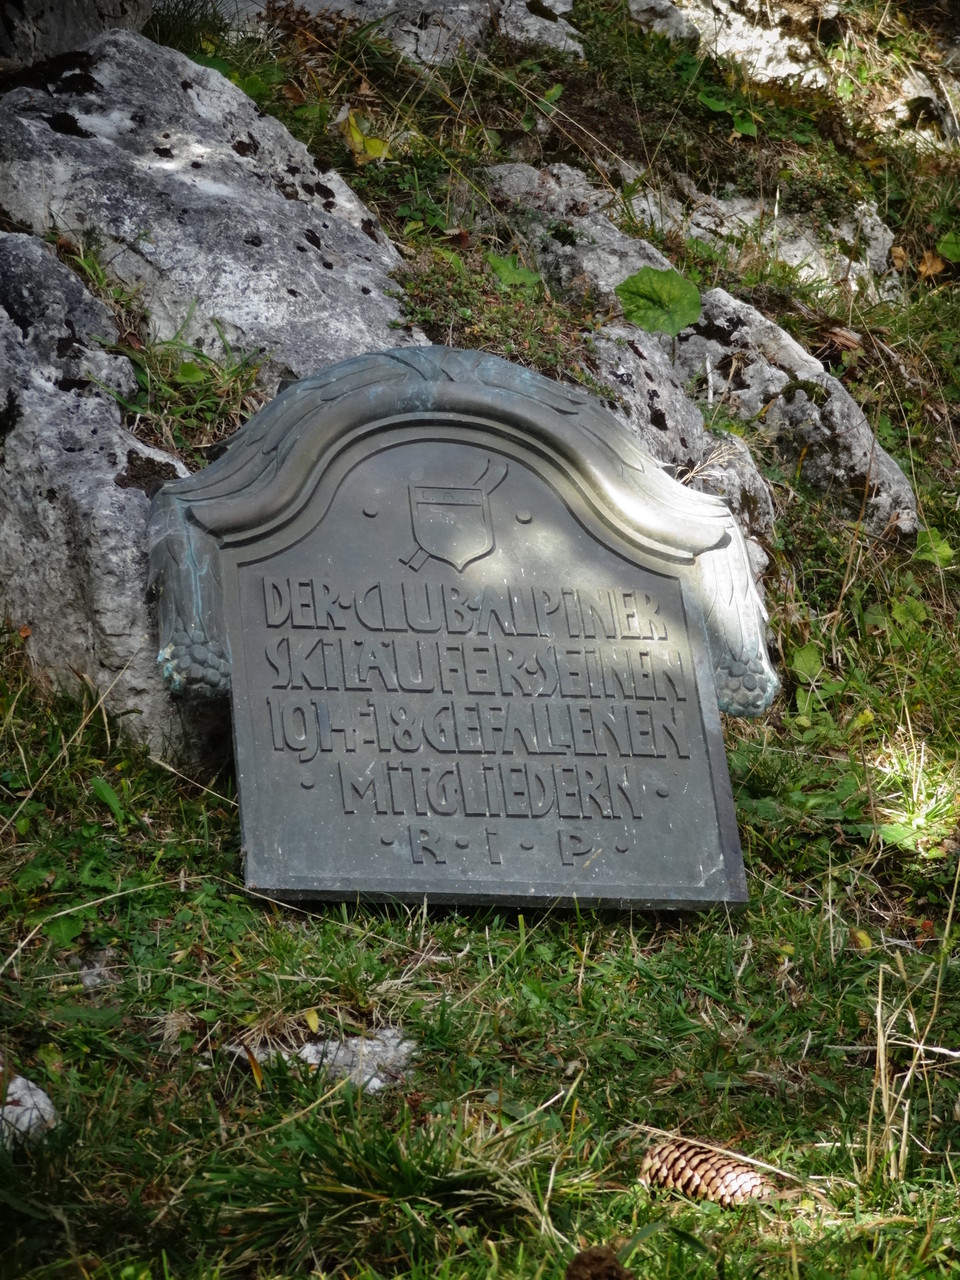 DER·CLUB·ALPINER
SKILÄUFER·SEINEN
1914–18 GEFALLENEN
· MITGLIEDERN ·
· R · I · P ·